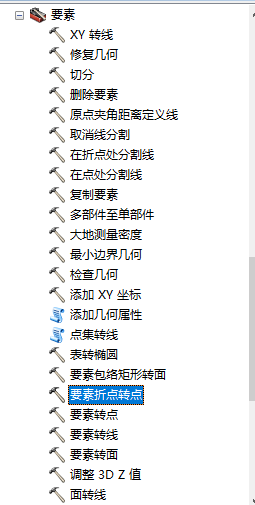 要素
XY 转线
修复几何
切分
删除要素
原点夹角距离定义线
取消线分割
在折点处分割线
在点处分割线
复制要素
多部件至单部件
大地测量密度
最小边界几何
检查几何
添加 XY 坐标
添加几何属性
点集转线
表转椭圆
要素包络矩形转面
要素折点转点
要素转点
要素转线
要素转面
调整 3D Z 值
面转线